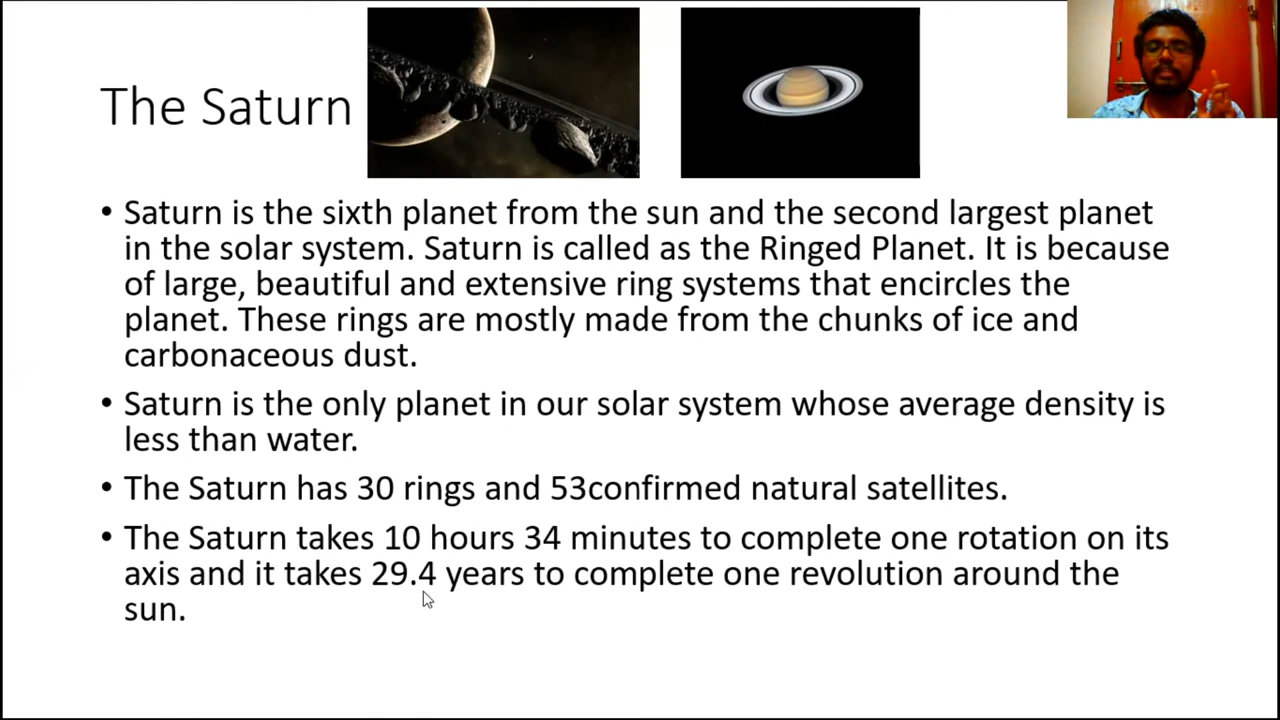 The Saturn
• Saturn is the sixth planet from the sun and the second largest planet
in the solar system. Saturn is called as the Ringed Planet. It is because
of large, beautiful and extensive ring systems that encircles the
planet. These rings are mostly made from the chunks of ice and
carbonaceous dust.
• Saturn is the only planet in our solar system whose average density is
less than water.
• The Saturn has 30 rings and 53confirmed natural satellites.
• The Saturn takes 10 hours 34 minutes to complete one rotation on its
axis and it takes 29.4 years to complete one revolution around the
sun.